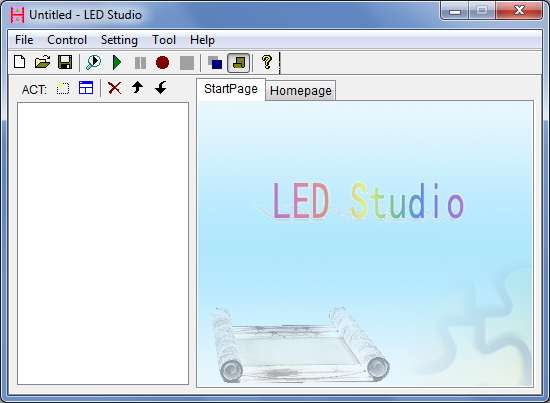 Untitled - LED Studio
File Control Setting Tool Help
ACT:
StartPage Homepage
LED Studio